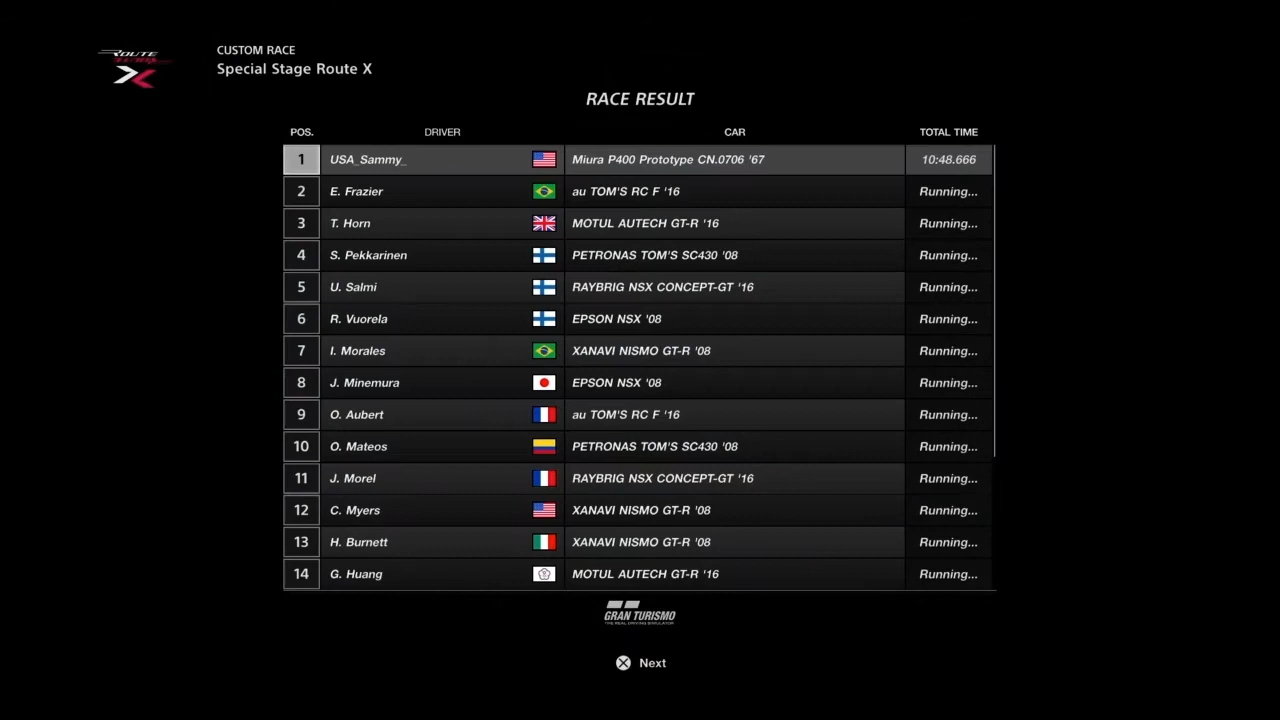 ROUTE
CUSTOM RACE
Special Stage Route X
RACE RESULT
POS. DRIVER CAR TOTAL TIME
1 USA_Sammy_ Miura P400 Prototype CN.0706 '67 10:48.666
2 E. Frazier au TOM'S RC F '16 Running...
3 T. Horn MOTUL AUTECH GT-R '16 Running...
4 S. Pekkarinen PETRONAS TOM'S SC430 '08 Running...
5 U. Salmi RAYBRIG NSX CONCEPT-GT '16 Running...
6 R. Vuorela EPSON NSX '08 Running...
7 I. Morales XANAVI NISMO GT-R '08 Running...
8 J. Minemura EPSON NSX '08 Running...
9 O. Aubert au TOM'S RC F '16 Running...
10 O. Mateos PETRONAS TOM'S SC430 '08 Running...
11 J. Morel RAYBRIG NSX CONCEPT-GT '16 Running...
12 C. Myers XANAVI NISMO GT-R '08 Running...
13 H. Burnett XANAVI NISMO GT-R '08 Running...
14 G. Huang MOTUL AUTECH GT-R '16 Running...
GRAN TURISMO
THE REAL DRIVING SIMULATOR
Next